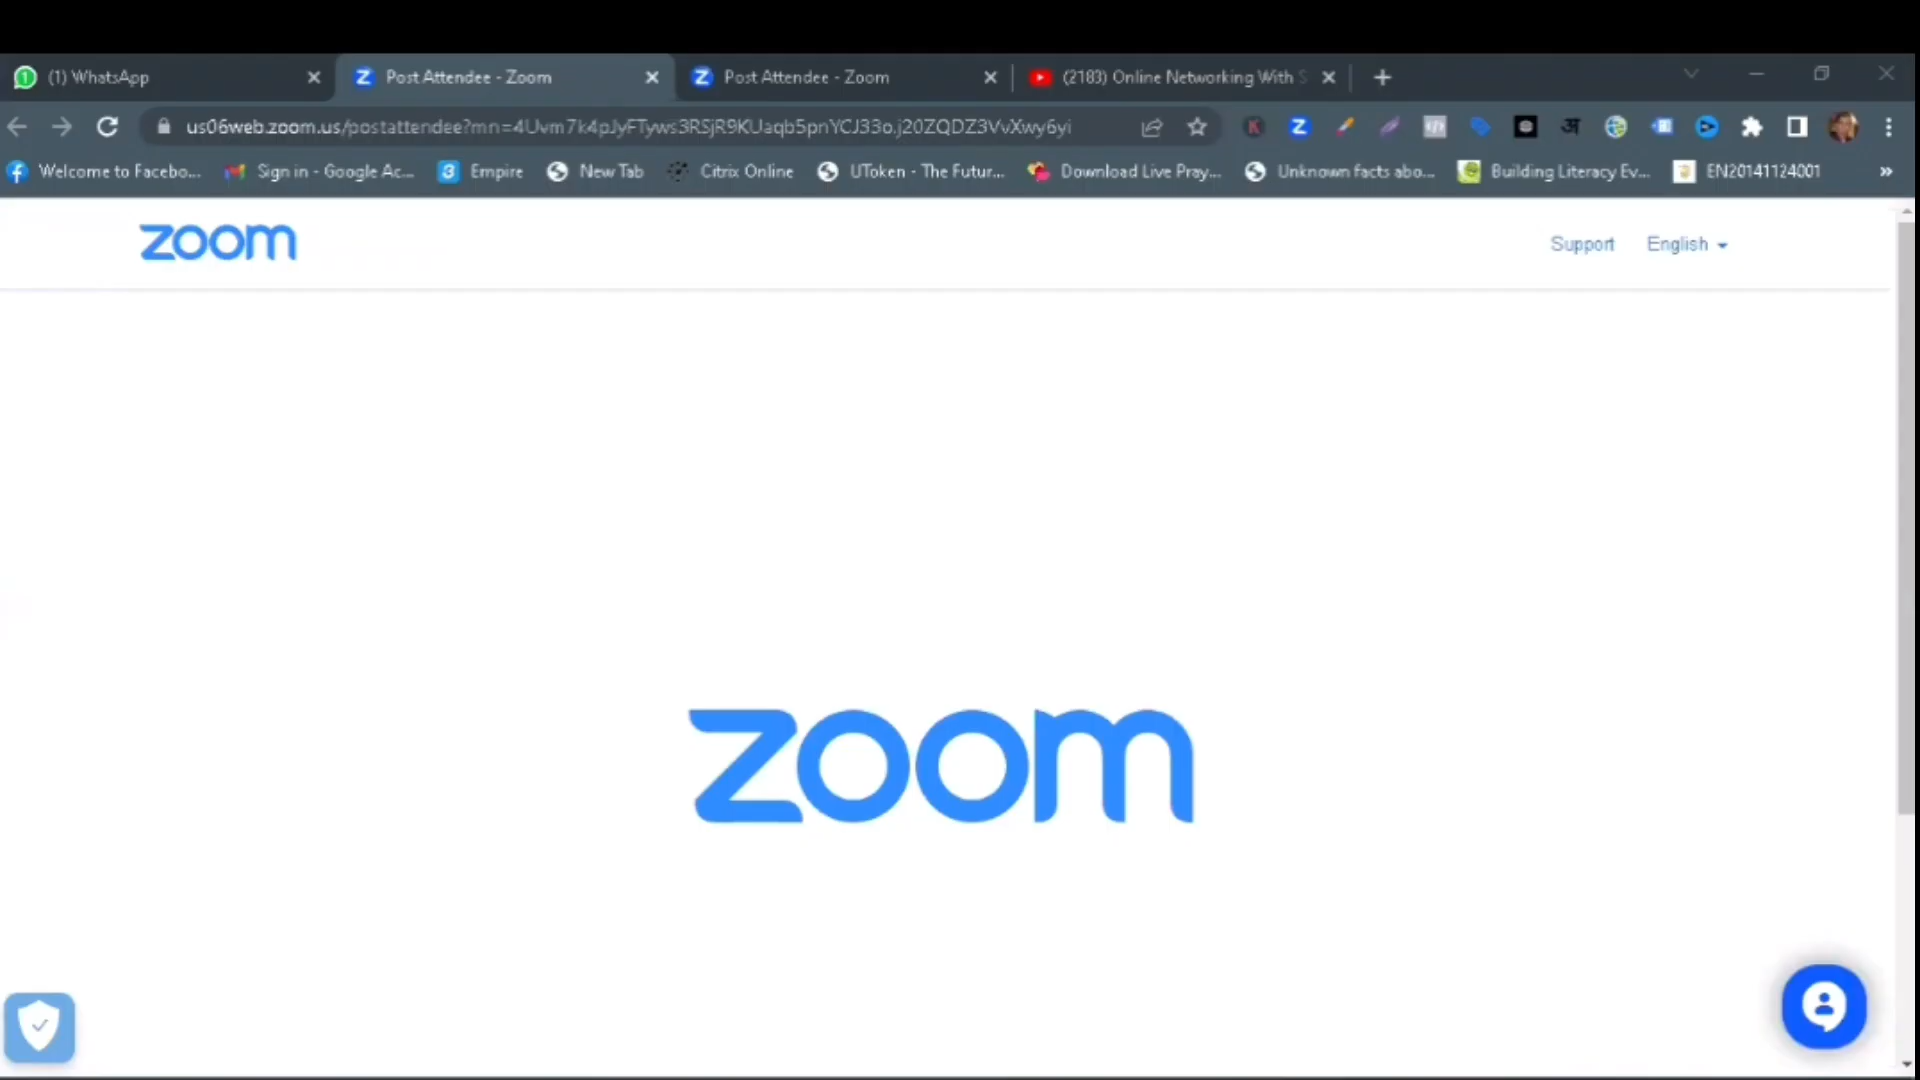 (1) WhatsApp
Post Attendee - Zoom
Post Attendee - Zoom
(2183) Online Networking With S
us06web.zoom.us/postattendee?mn=4Uvm7k4pJyFTyws3RSjR9KUaqb5pnYCJ33o.j20ZQDZ3VvXwy6yi
Welcome to Facebo...
Sign in - Google Ac...
Empire
New Tab
Citrix Online
UToken - The Futur...
Download Live Pray...
Unknown facts abo...
Building Literacy Ev...
EN20141124001
»
zoom
Support
English
zoom